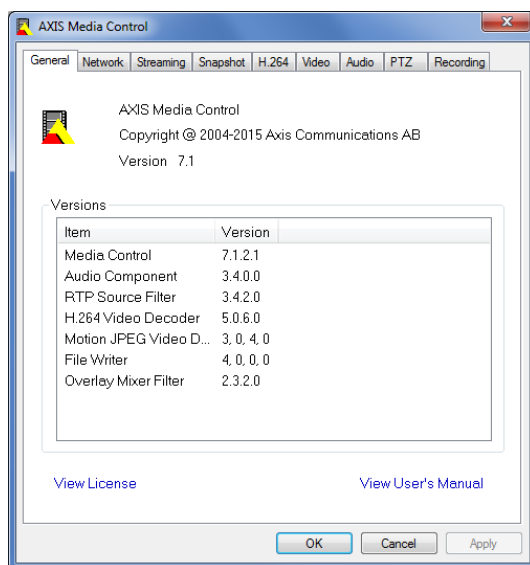 AXIS Media Control
General Network Streaming Snapshot H.264 Video Audio PTZ Recording
AXIS Media Control
Copyright @ 2004-2015 Axis Communications AB
Version 7.1
Versions
Item Version
Media Control 7.1.2.1
Audio Component 3.4.0.0
RTP Source Filter 3.4.2.0
H.264 Video Decoder 5.0.6.0
Motion JPEG Video D... 3, 0, 4, 0
File Writer 4, 0, 0, 0
Overlay Mixer Filter 2.3.2.0
View License View User's Manual
OK Cancel Apply